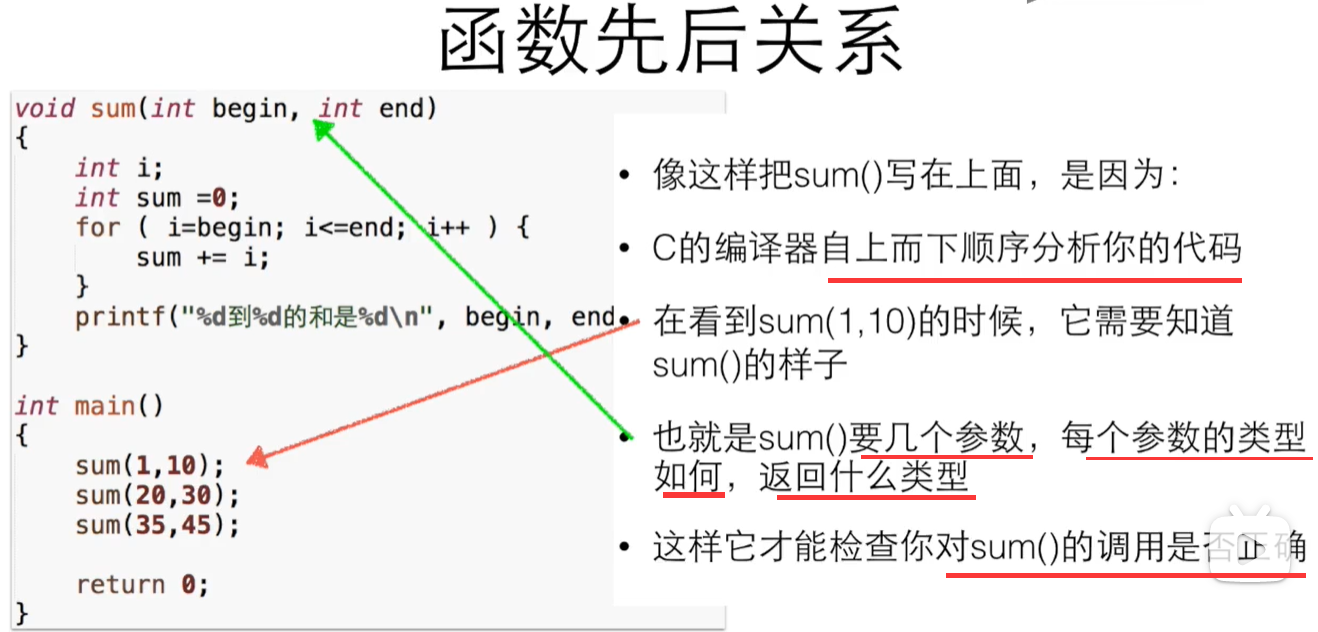 函数先后关系
void sum(int begin, int end)
{
    int i;
    int sum =0;
    for ( i=begin; i<=end; i++ ) {
        sum += i;
    }
    printf("%d到%d的和是%d\n", begin, end
}
int main()
{
    sum(1,10);
    sum(20,30);
    sum(35,45);
    return 0;
}
• 像这样把sum()写在上面，是因为：
• C的编译器自上而下顺序分析你的代码
• 在看到sum(1,10)的时候，它需要知道
sum()的样子
• 也就是sum()要几个参数，每个参数的类型
如何，返回什么类型
• 这样它才能检查你对sum()的调用是否正确